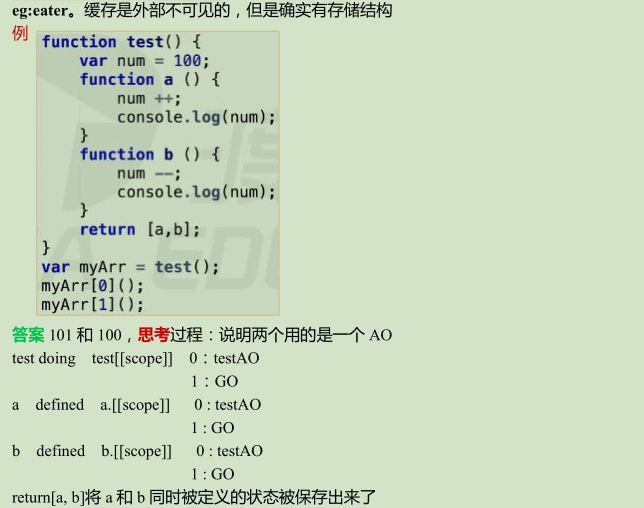 eg:eater。缓存是外部不可见的，但是确实有存储结构
例
function test() {
var num = 100;
function a () {
num ++;
console.log(num);
}
function b () {
num --;
console.log(num);
}
return [a,b];
}
var myArr = test();
myArr[0]();
myArr[1]();
答案 101 和 100，思考过程：说明两个用的是一个 AO
test doing test[[scope]] 0：testAO
1：GO
a defined a.[[scope]] 0 : testAO
1 : GO
b defined b.[[scope]] 0 : testAO
1 : GO
return[a, b]将 a 和 b 同时被定义的状态被保存出来了